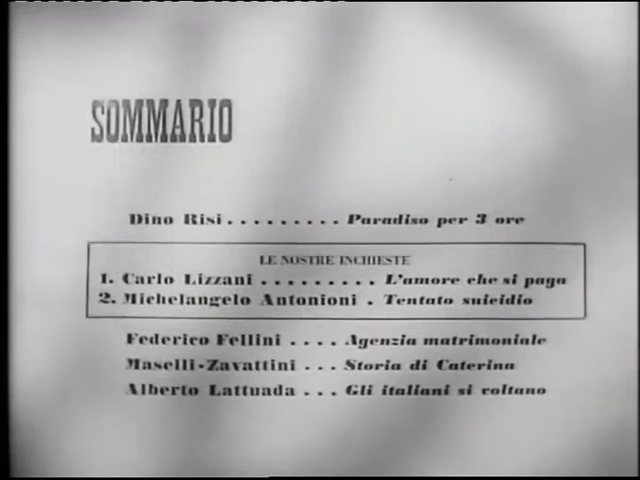 SOMMARIO
Dino Risi . . . . . . . . . Paradiso per 3 ore
LE NOSTRE INCHIESTE
1. Carlo Lizzani . . . . . . . . . L'amore che si paga
2. Michelangelo Antonioni . Tentato suicidio
Federico Fellini . . . . Agenzia matrimoniale
Maselli-Zavattini . . . Storia di Caterina
Alberto Lattuada . . . Gli italiani si voltano